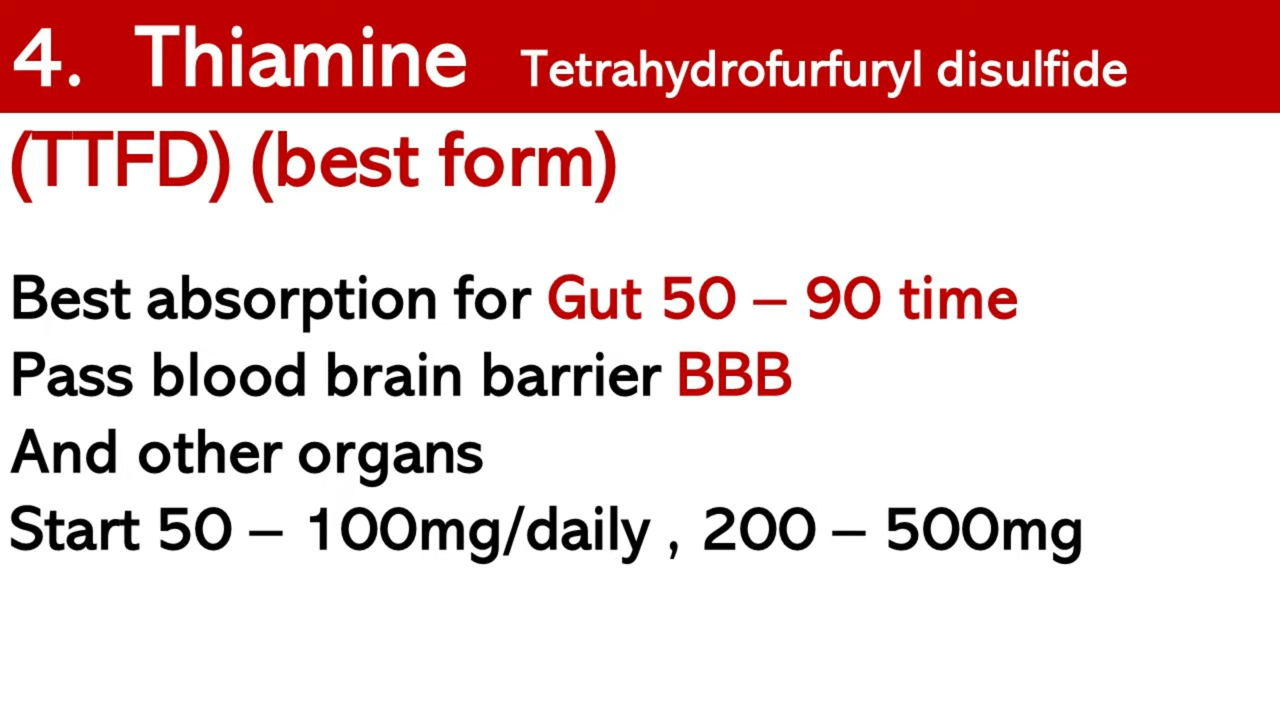 4. Thiamine Tetrahydrofurfuryl disulfide
(TTFD) (best form)
Best absorption for Gut 50 – 90 time
Pass blood brain barrier BBB
And other organs
Start 50 – 100mg/daily , 200 – 500mg